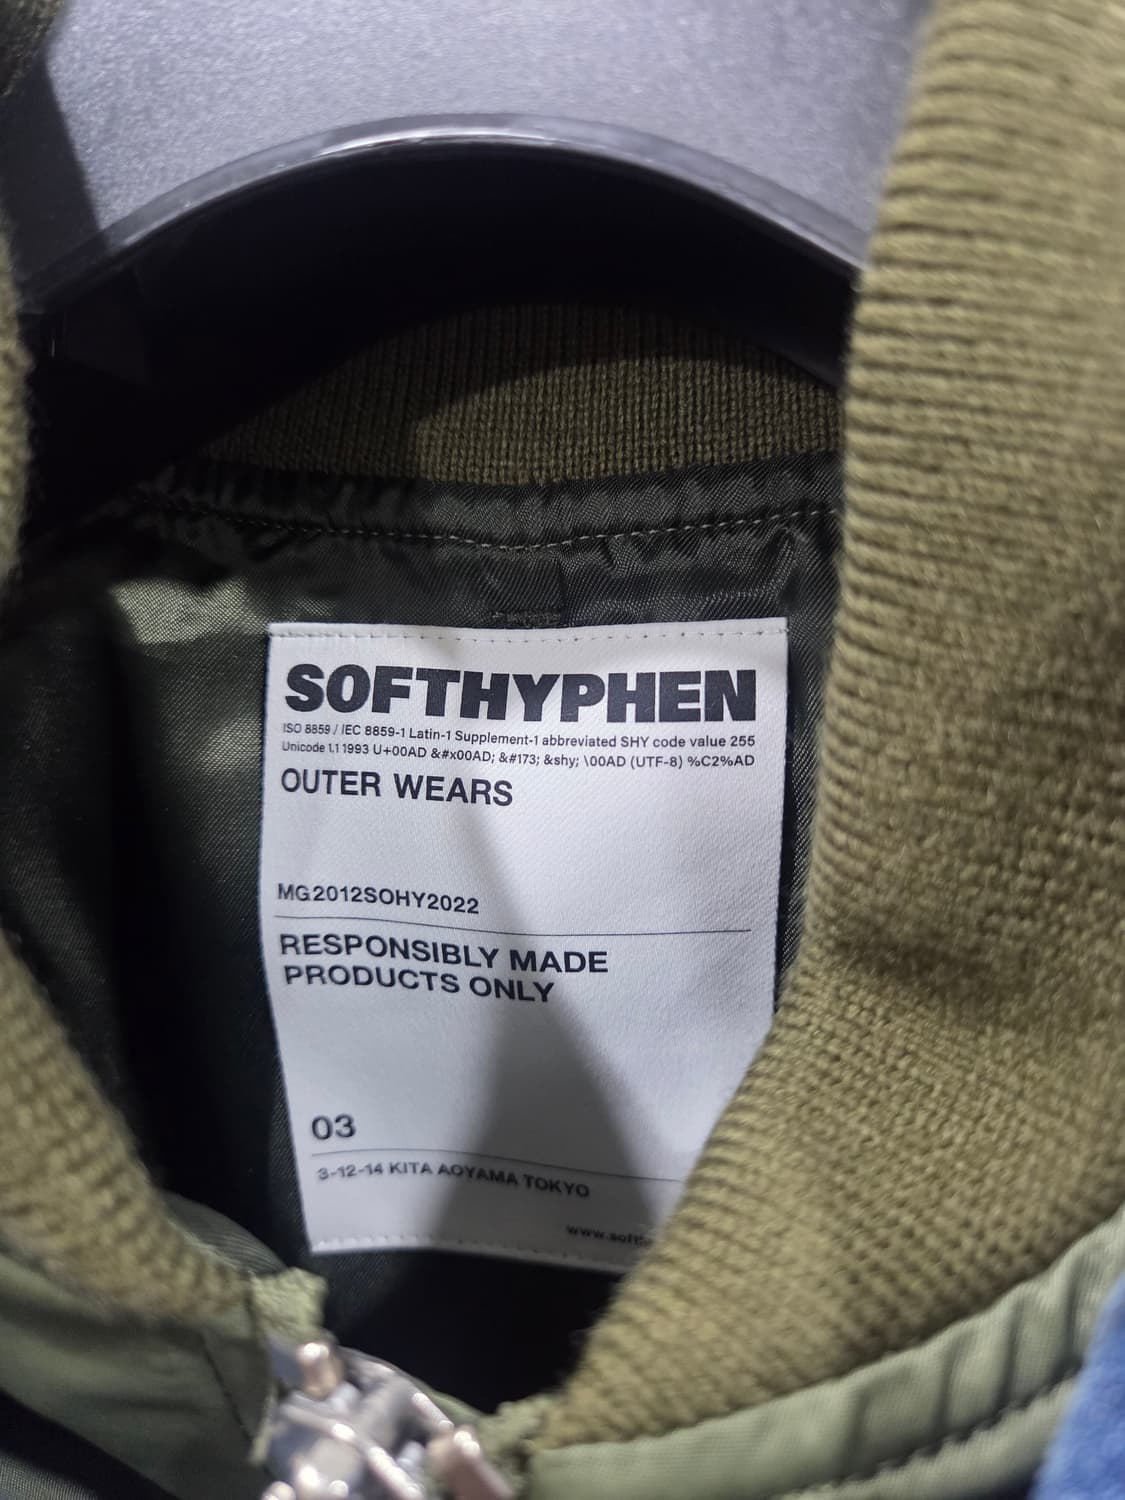 SOFTHYPHEN
ISO 8859 / IEC 8859-1 Latin-1 Supplement-1 abbreviated SHY code value 255
Unicode 1.1 1993 U+00AD &#x00AD; &#173; &shy; \00AD (UTF-8) %C2%AD
OUTER WEARS
MG2012SOHY2022
RESPONSIBLY MADE
PRODUCTS ONLY
03
3-12-14 KITA AOYAMA TOKYO